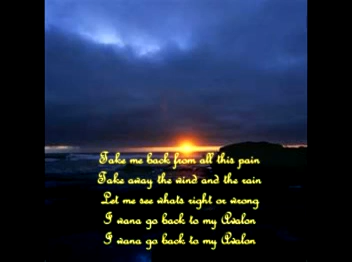 Take me back from all this pain
Take away the wind and the rain
Let me see whats right or wrong
I wana go back to my Avalon
I wana go back to my Avalon